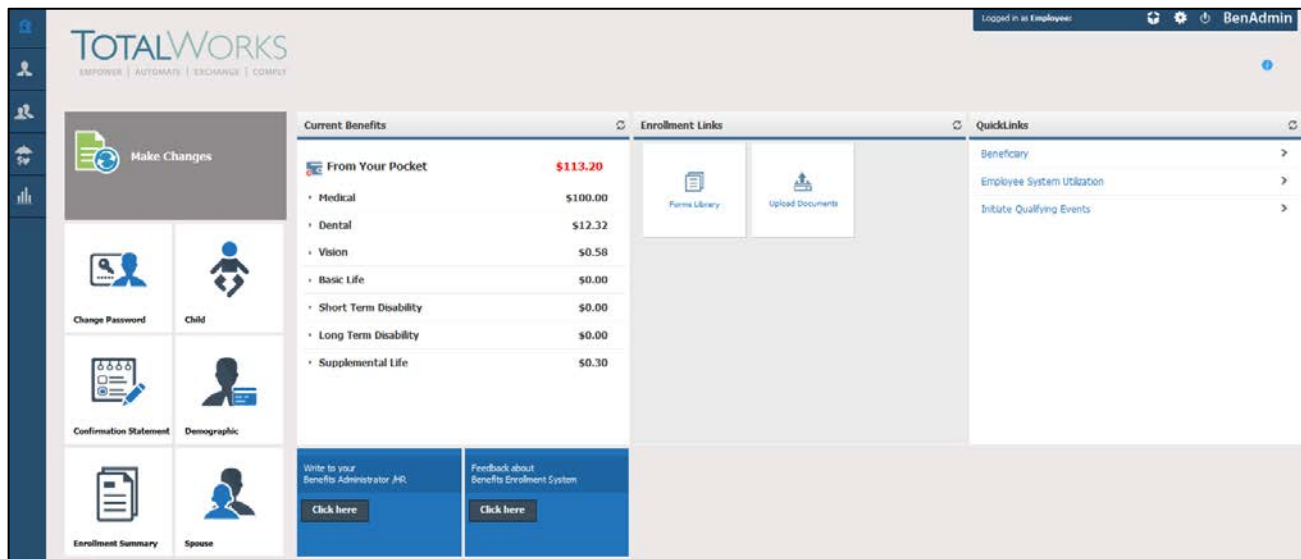 Logged in as Employee:
BenAdmin
TOTALWORKS
EMPOWER | AUTOMATE | EXCHANGE | COMPLY
Make Changes
Change Password
Child
Confirmation Statement
Demographic
Enrollment Summary
Spouse
Current Benefits
From Your Pocket $113.20
Medical $100.00
Dental $12.32
Vision $0.58
Basic Life $0.00
Short Term Disability $0.00
Long Term Disability $0.00
Supplemental Life $0.30
Write to your
Benefits Administrator /HR
Click here
Feedback about
Benefits Enrollment System
Click here
Enrollment Links
Forms Library
Upload Documents
QuickLinks
Beneficiary
Employee System Utilization
Initiate Qualifying Events